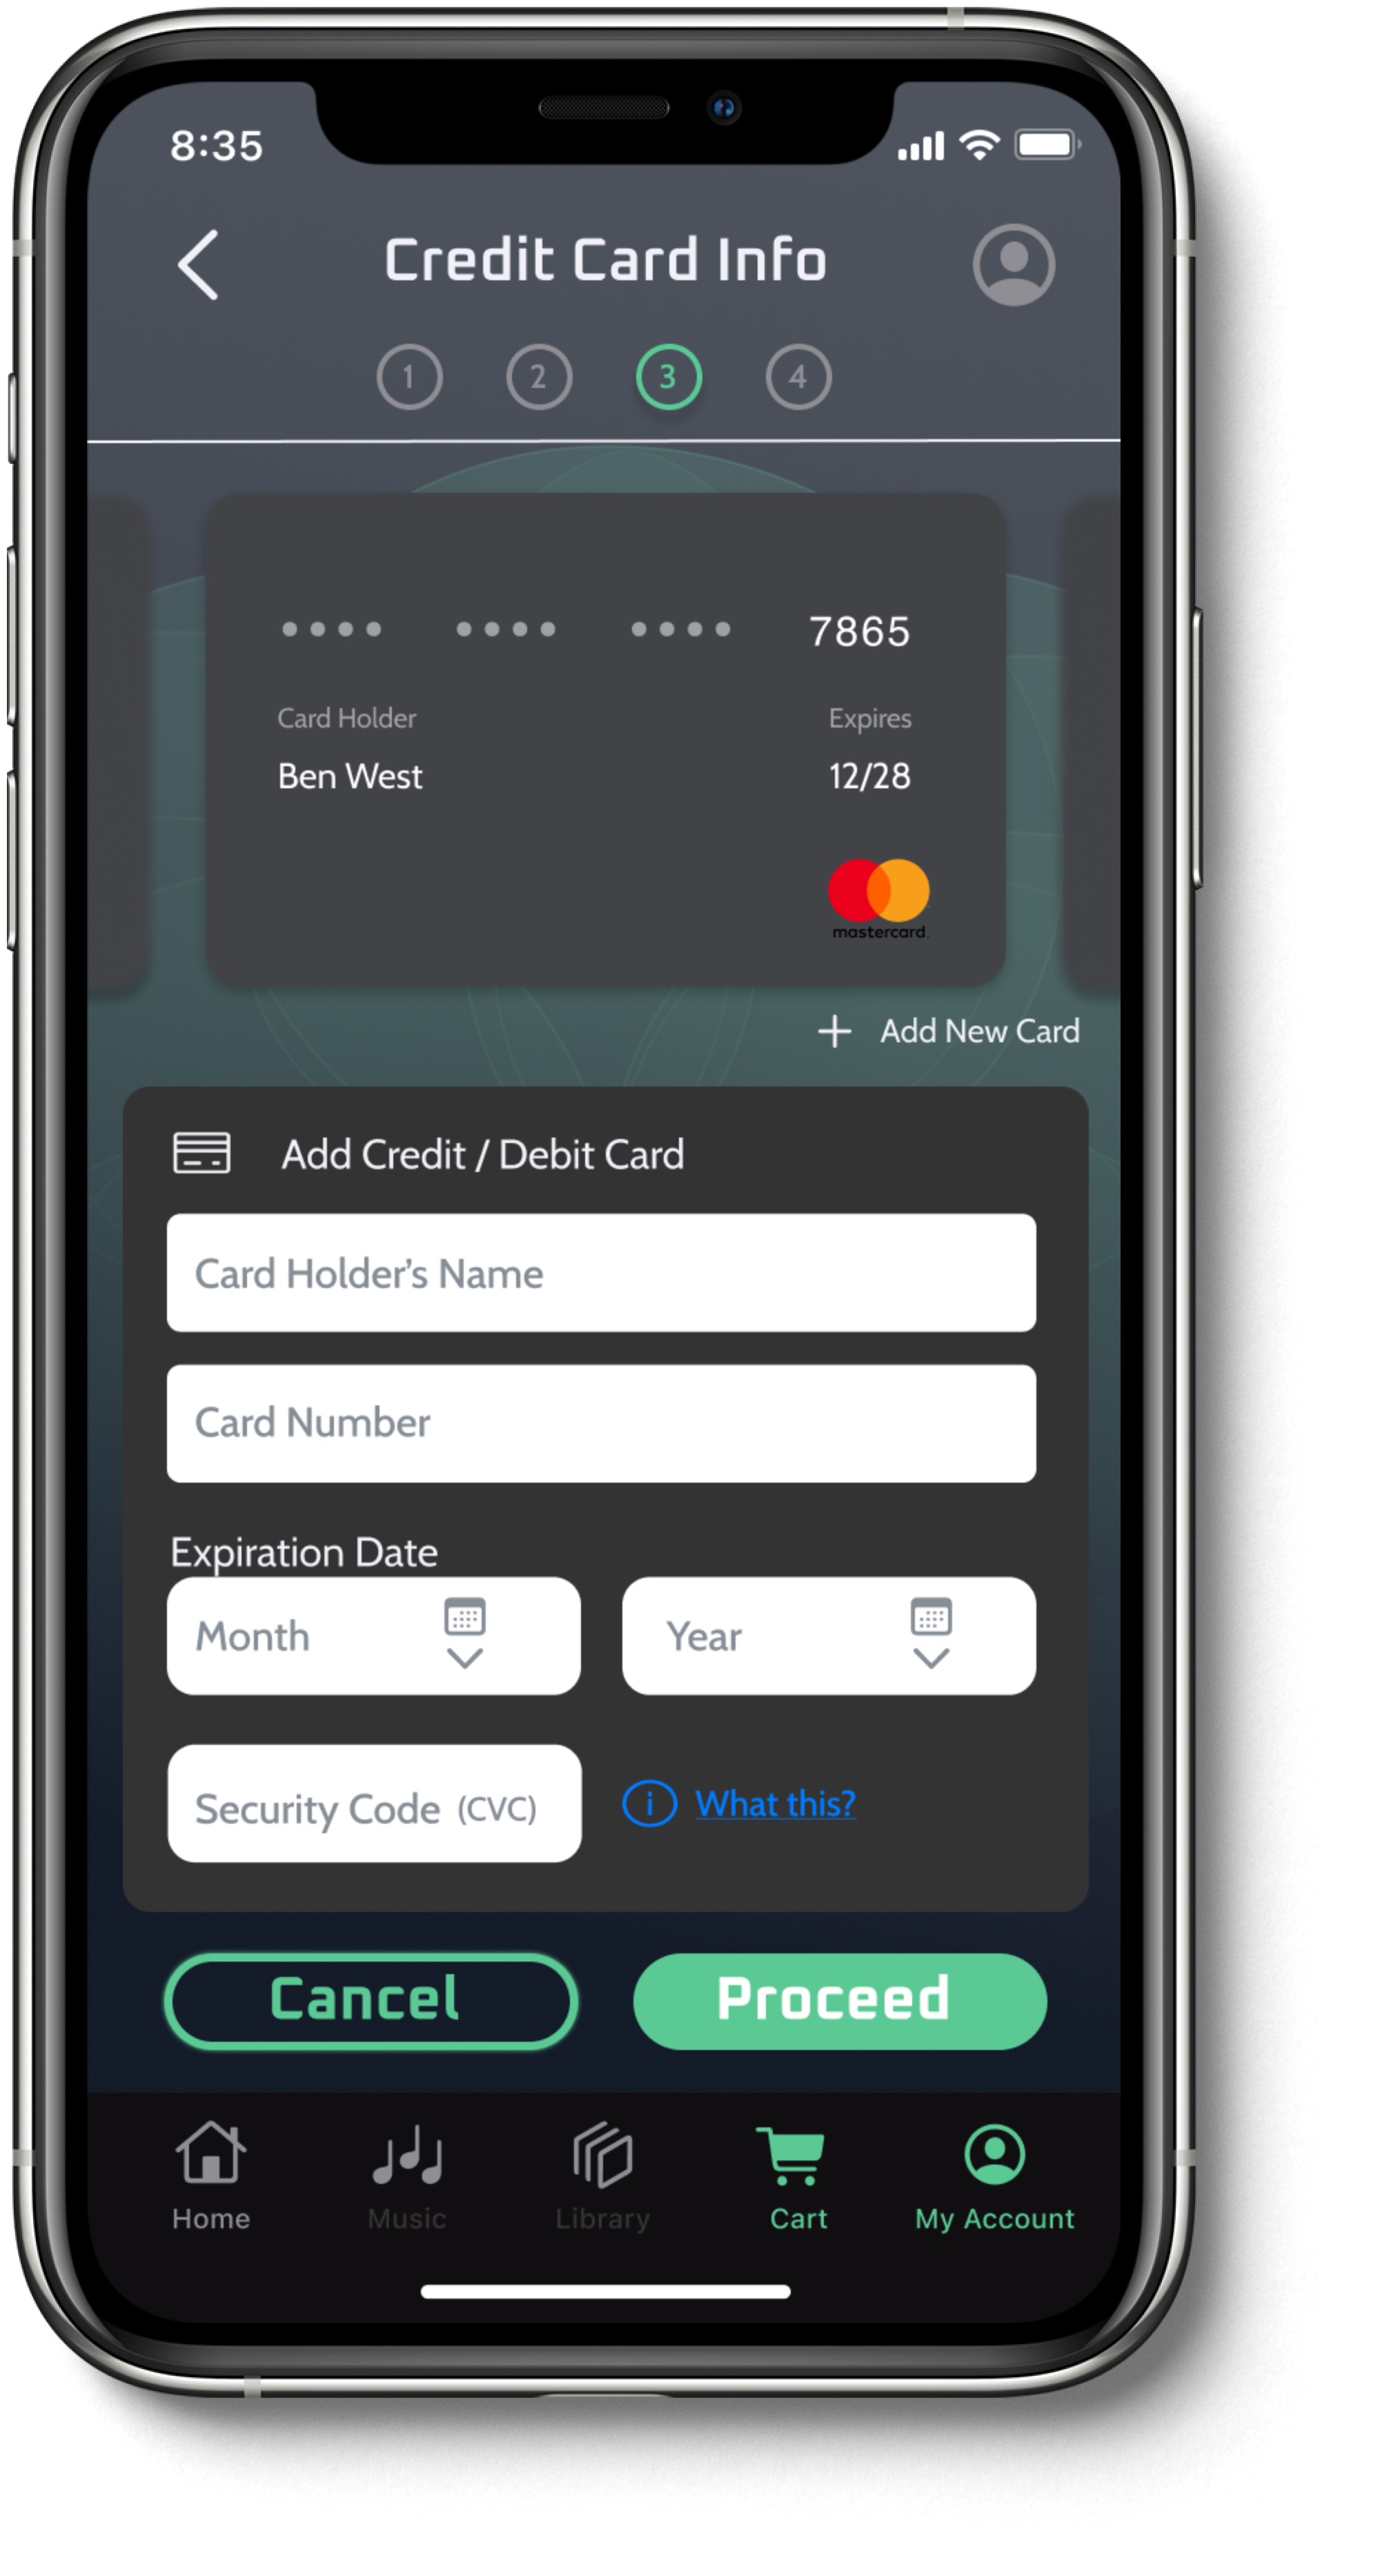 8:35
Credit Card Info
1 2 3 4
7865
Card Holder Expires
Ben West 12/28
mastercard.
Add New Card
Add Credit / Debit Card
Card Holder’s Name
Card Number
Expiration Date
Month Year
Security Code (CVC) What this?
Cancel Proceed
Home Music Library Cart My Account